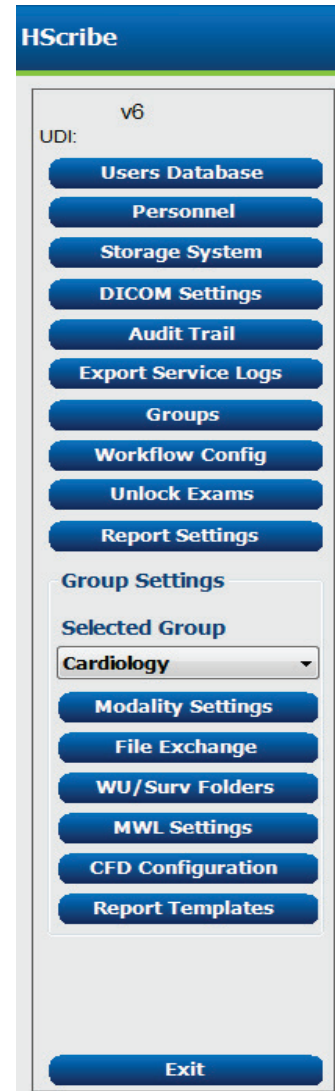 HScribe
v6
UDI:
Users Database
Personnel
Storage System
DICOM Settings
Audit Trail
Export Service Logs
Groups
Workflow Config
Unlock Exams
Report Settings
Group Settings
Selected Group
Cardiology
Modality Settings
File Exchange
WU/Surv Folders
MWL Settings
CFD Configuration
Report Templates
Exit